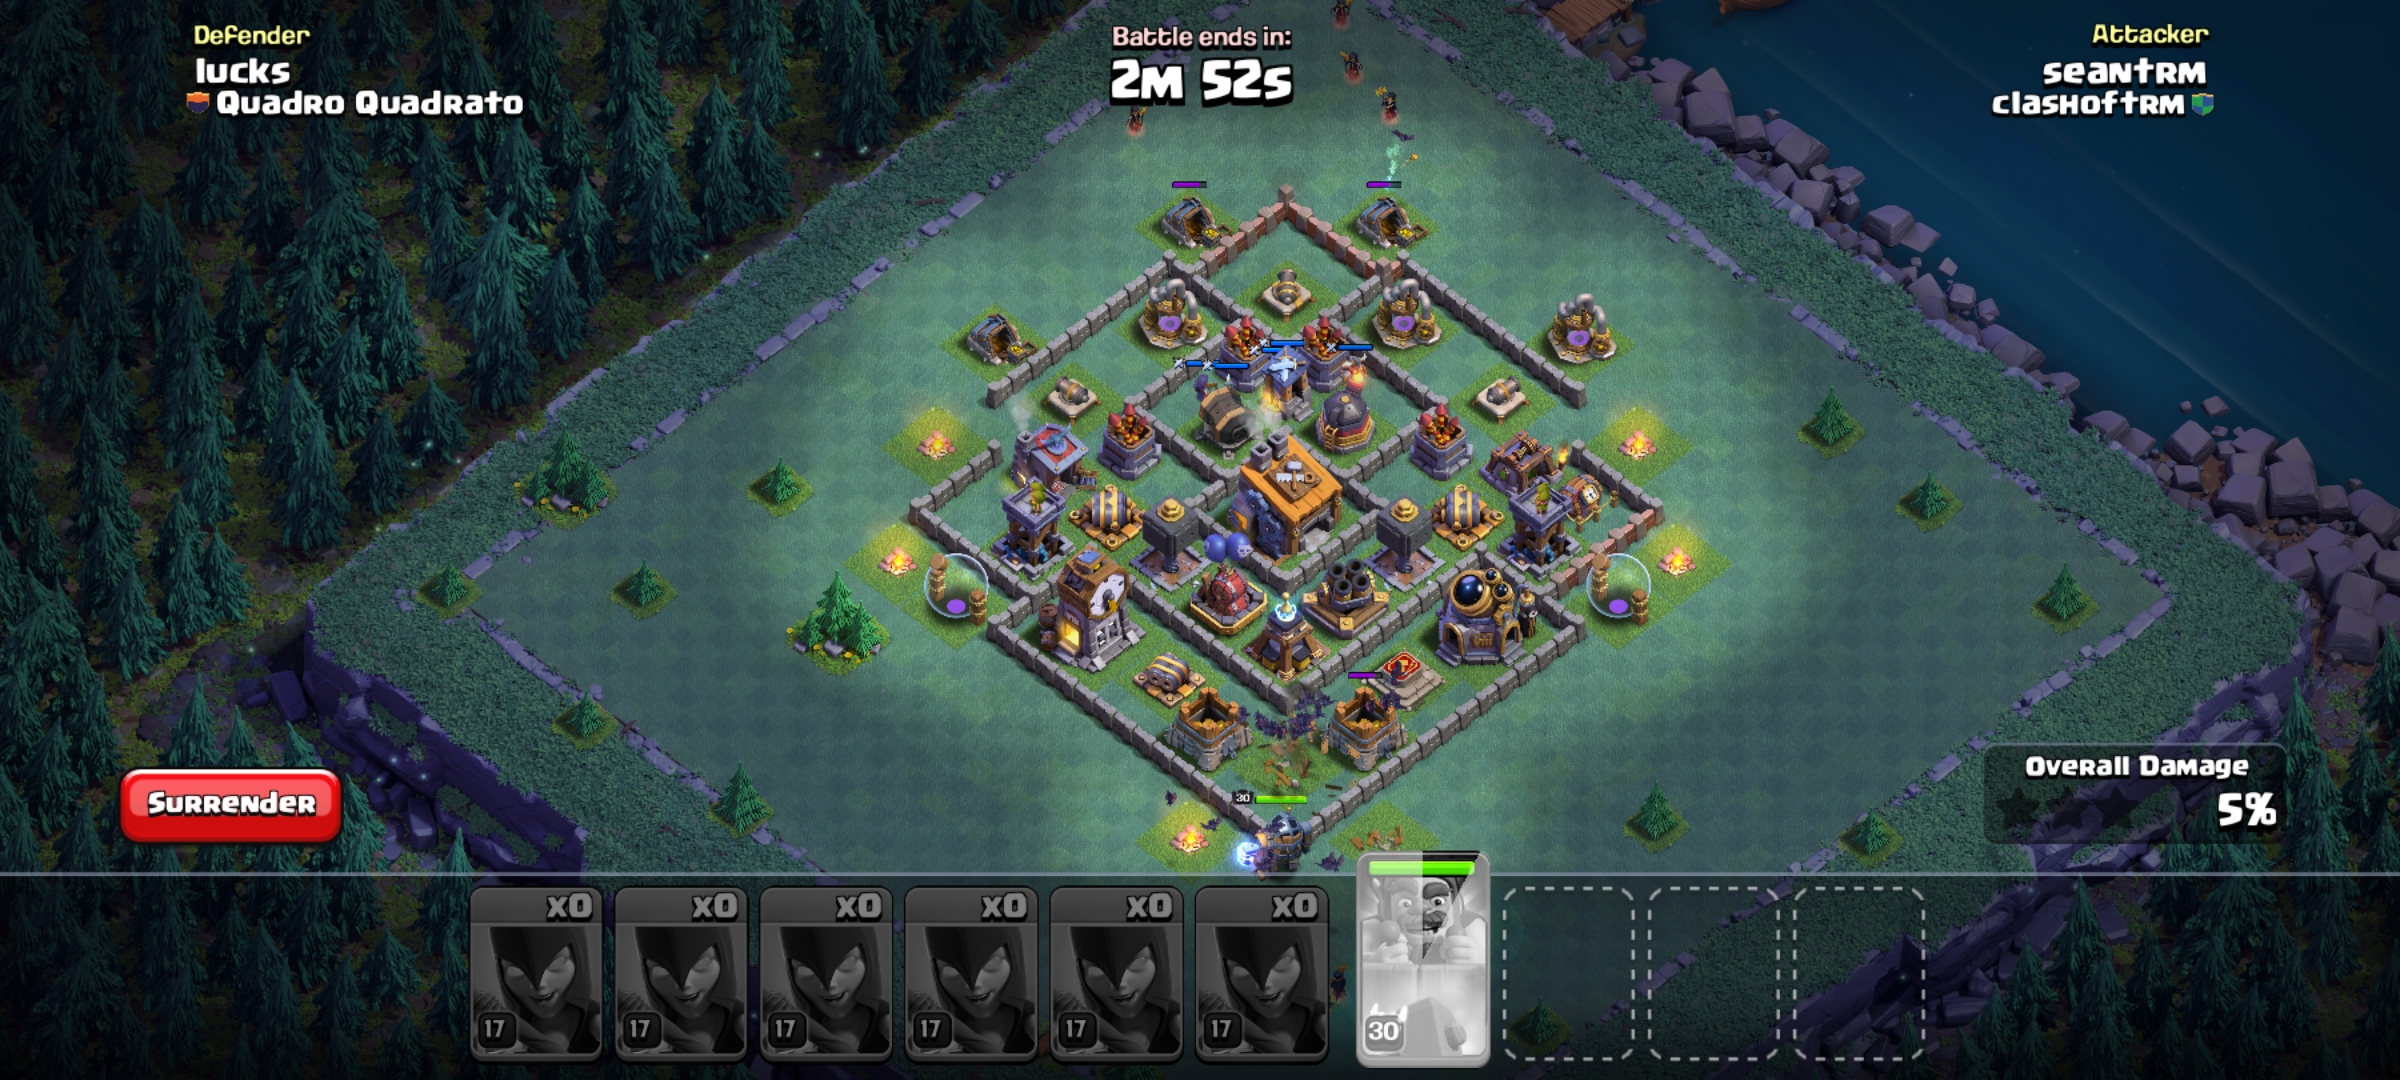 Defender
lucks
Quadro Quadrato
Battle ends in:
2M 52s
Attacker
seantRM
clashoftRM
Surrender
Overall Damage
5%
30
x0
x0
x0
x0
x0
x0
17
17
17
17
17
17
30